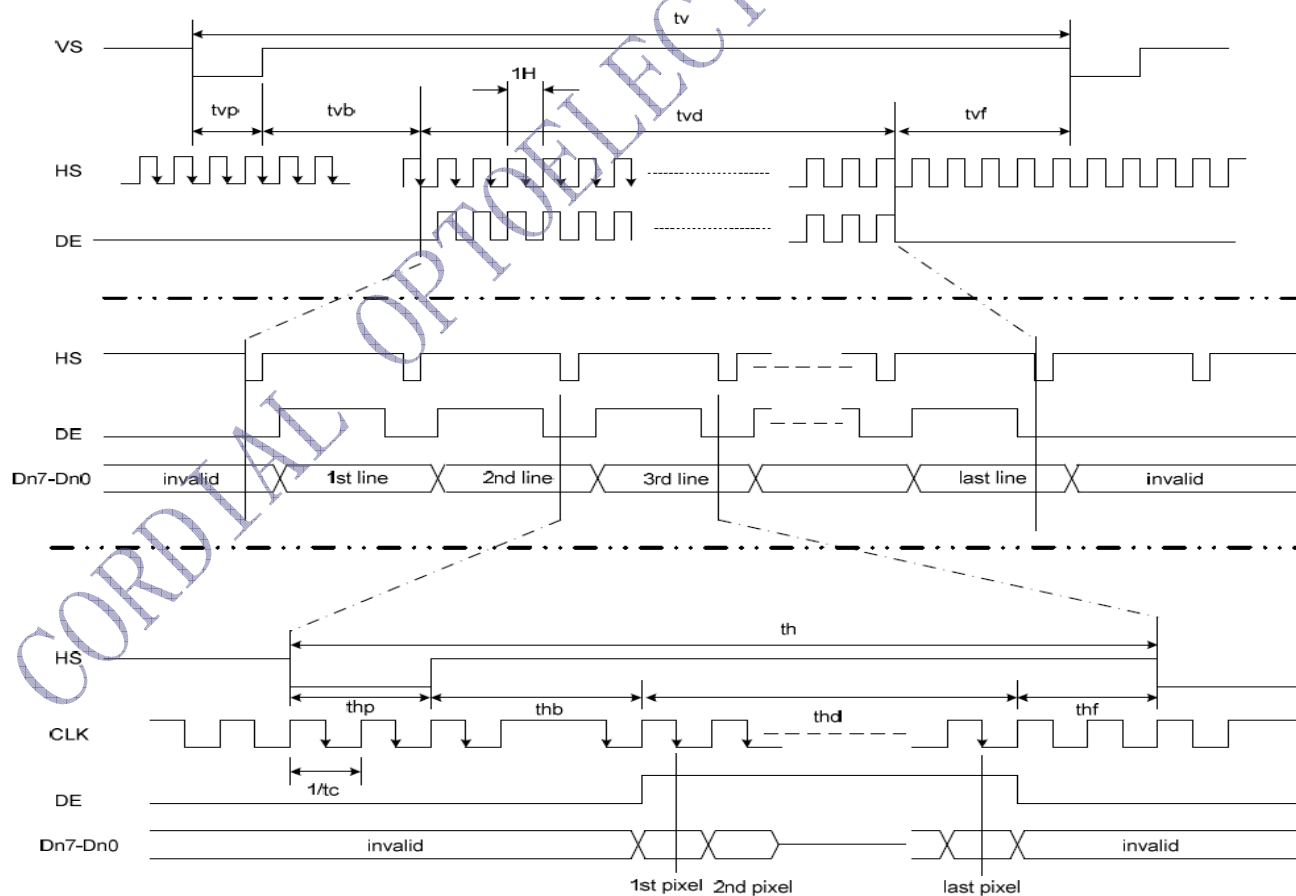 tv
VS
1H
tvp
tvb
tvd
tvf
HS
DE
HS
DE
Dn7-Dn0 invalid 1st line 2nd line 3rd line last line invalid
th
HS
thp thb thd thf
CLK
1/tc
DE
Dn7-Dn0 invalid invalid
1st pixel 2nd pixel last pixel
CORDIAL OPTOELECT